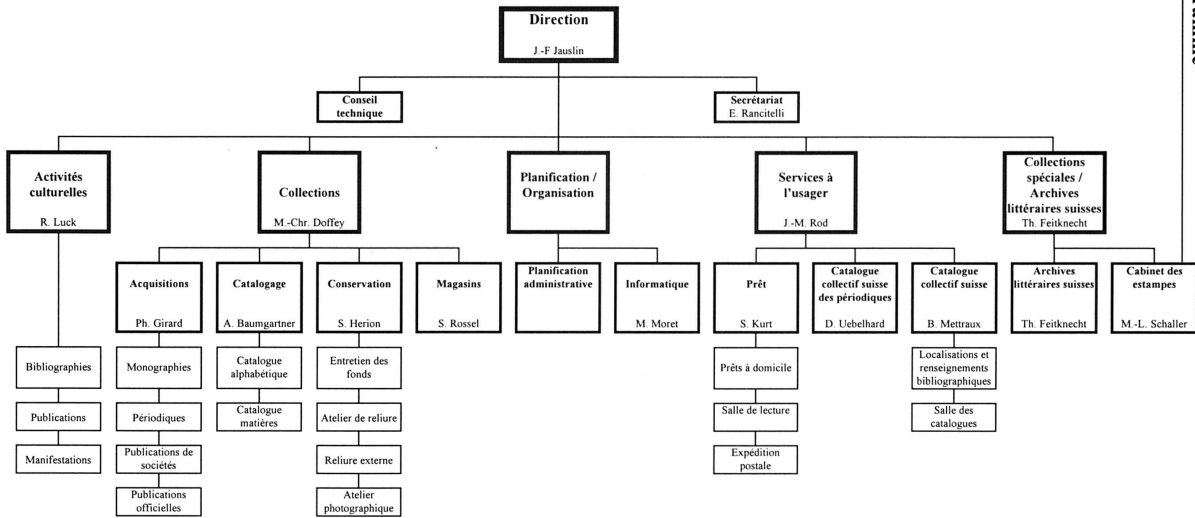 Direction
J.-F Jauslin
Conseil
technique
Secrétariat
E. Rancitelli
Activités
culturelles
R. Luck
Collections
M.-Chr. Doffey
Planification /
Organisation
Services à
l'usager
J.-M. Rod
Collections
spéciales /
Archives
littéraires suisses
Th. Feitknecht
Acquisitions
Ph. Girard
Catalogage
A. Baumgartner
Conservation
S. Herion
Magasins
S. Rossel
Planification
administrative
Informatique
M. Moret
Prêt
S. Kurt
Catalogue
collectif suisse
des périodiques
D. Uebelhard
Catalogue
collectif suisse
B. Mettraux
Archives
littéraires suisses
Th. Feitknecht
Cabinet des
estampes
M.-L. Schaller
Bibliographies
Publications
Manifestations
Monographies
Périodiques
Publications de
sociétés
Publications
officielles
Catalogue
alphabétique
Catalogue
matières
Entretien des
fonds
Atelier de reliure
Reliure externe
Atelier
photographique
Prêts à domicile
Salle de lecture
Expédition
postale
Localisations et
renseignements
bibliographiques
Salle des
catalogues